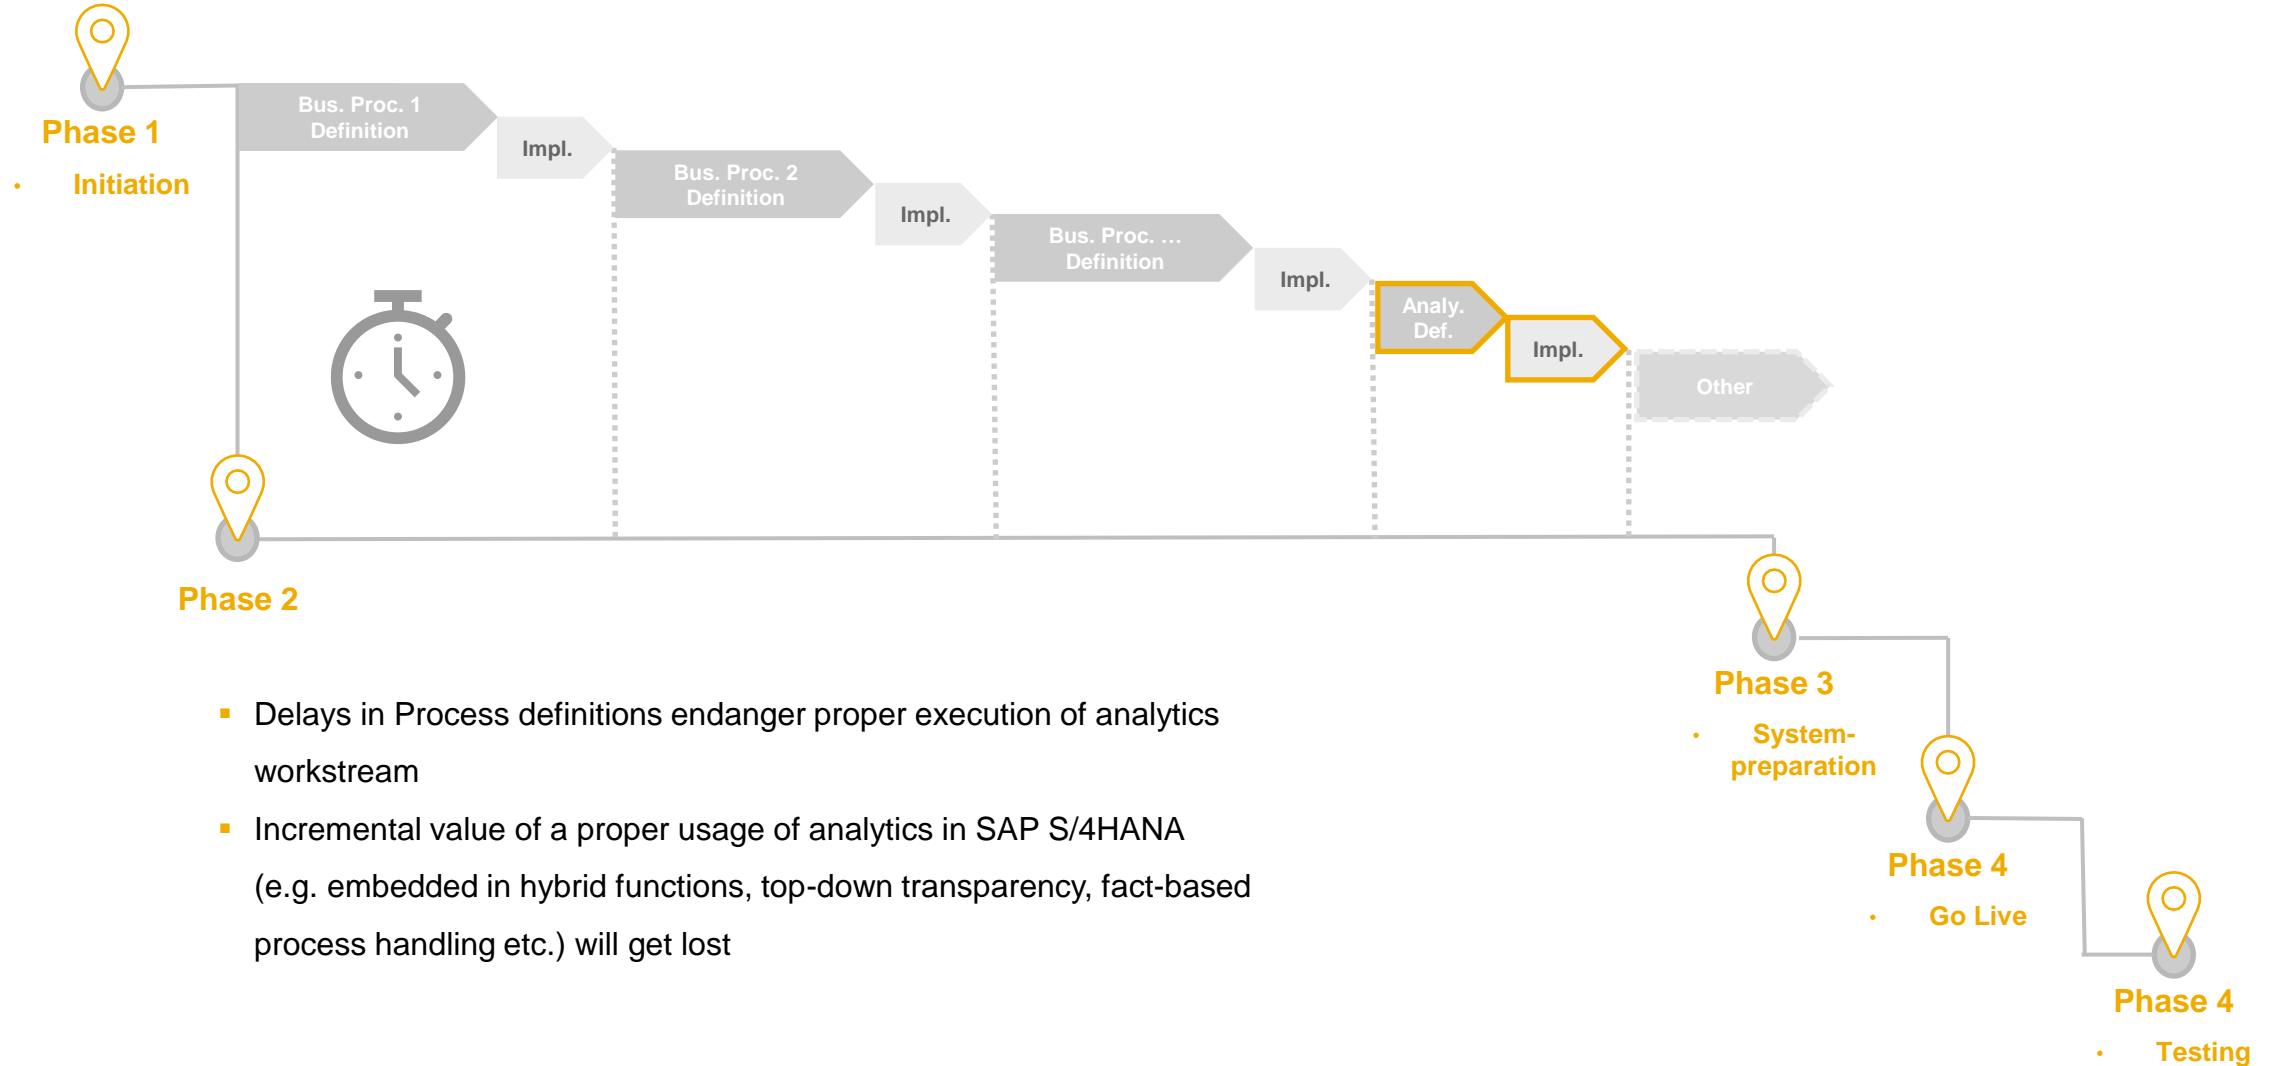 Phase 1
• Initiation
Bus. Proc. 1
Definition
Impl.
Bus. Proc. 2
Definition
Impl.
Bus. Proc. …
Definition
Impl.
Analy.
Def.
Impl.
Other
Phase 2
▪ Delays in Process definitions endanger proper execution of analytics
workstream
▪ Incremental value of a proper usage of analytics in SAP S/4HANA
(e.g. embedded in hybrid functions, top-down transparency, fact-based
process handling etc.) will get lost
Phase 3
• System-
preparation
Phase 4
• Go Live
Phase 4
• Testing